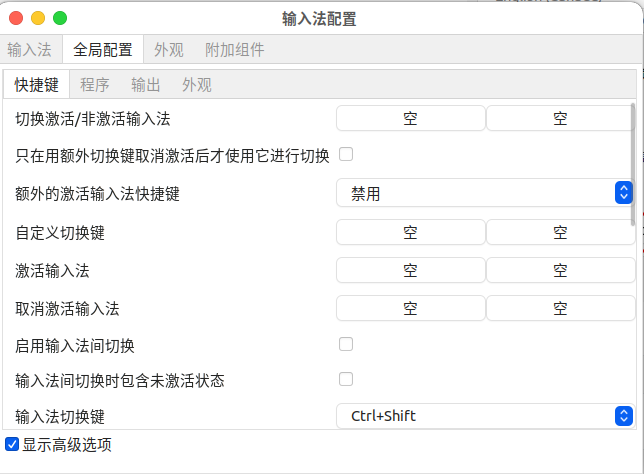 输入法配置
输入法 全局配置 外观 附加组件
快捷键 程序 输出 外观
切换激活/非激活输入法 空 空
只在用额外切换键取消激活后才使用它进行切换
额外的激活输入法快捷键 禁用
自定义切换键 空 空
激活输入法 空 空
取消激活输入法 空 空
启用输入法间切换
输入法间切换时包含未激活状态
输入法切换键 Ctrl+Shift
显示高级选项